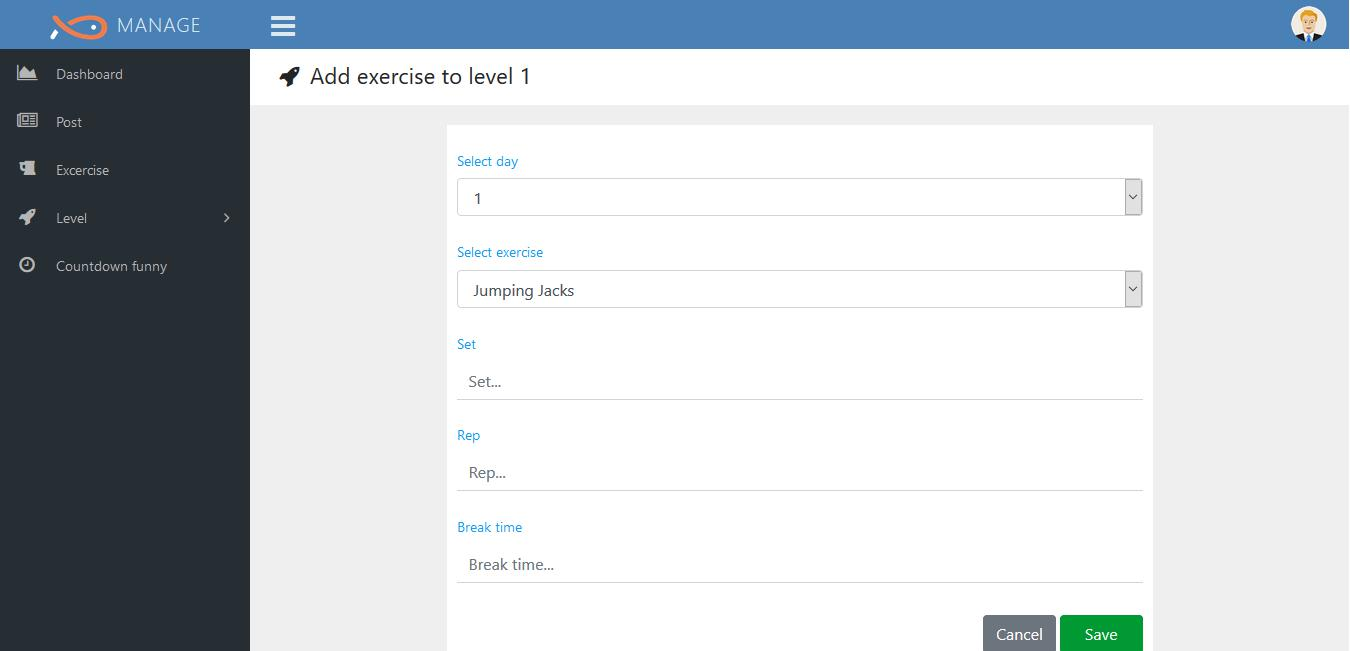 MANAGE
Add exercise to level 1
Dashboard
Post
Excercise
Level
Countdown funny
Select day
1
Select exercise
Jumping Jacks
Set
Set...
Rep
Rep...
Break time
Break time...
Cancel Save